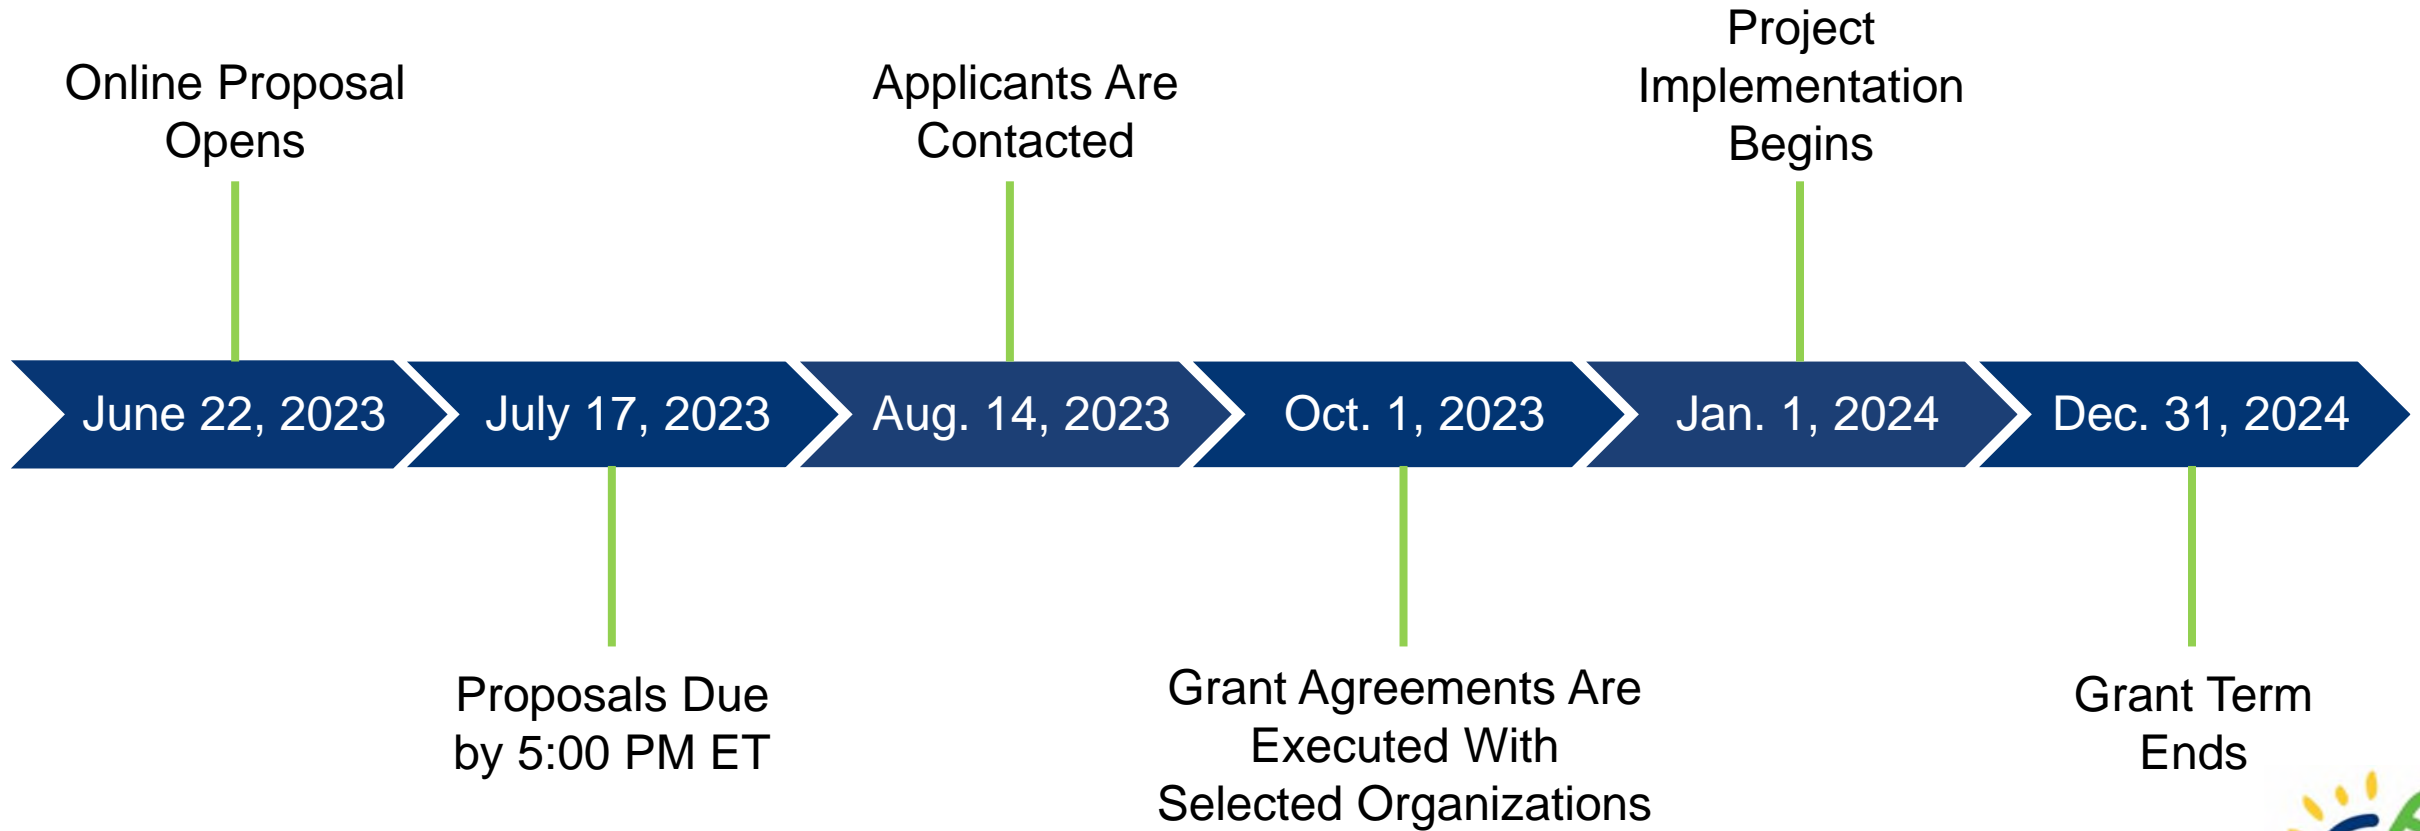 Online Proposal
Opens
Applicants Are
Contacted
Project
Implementation
Begins
June 22, 2023
July 17, 2023
Aug. 14, 2023
Oct. 1, 2023
Jan. 1, 2024
Dec. 31, 2024
Proposals Due
by 5:00 PM ET
Grant Agreements Are
Executed With
Selected Organizations
Grant Term
Ends